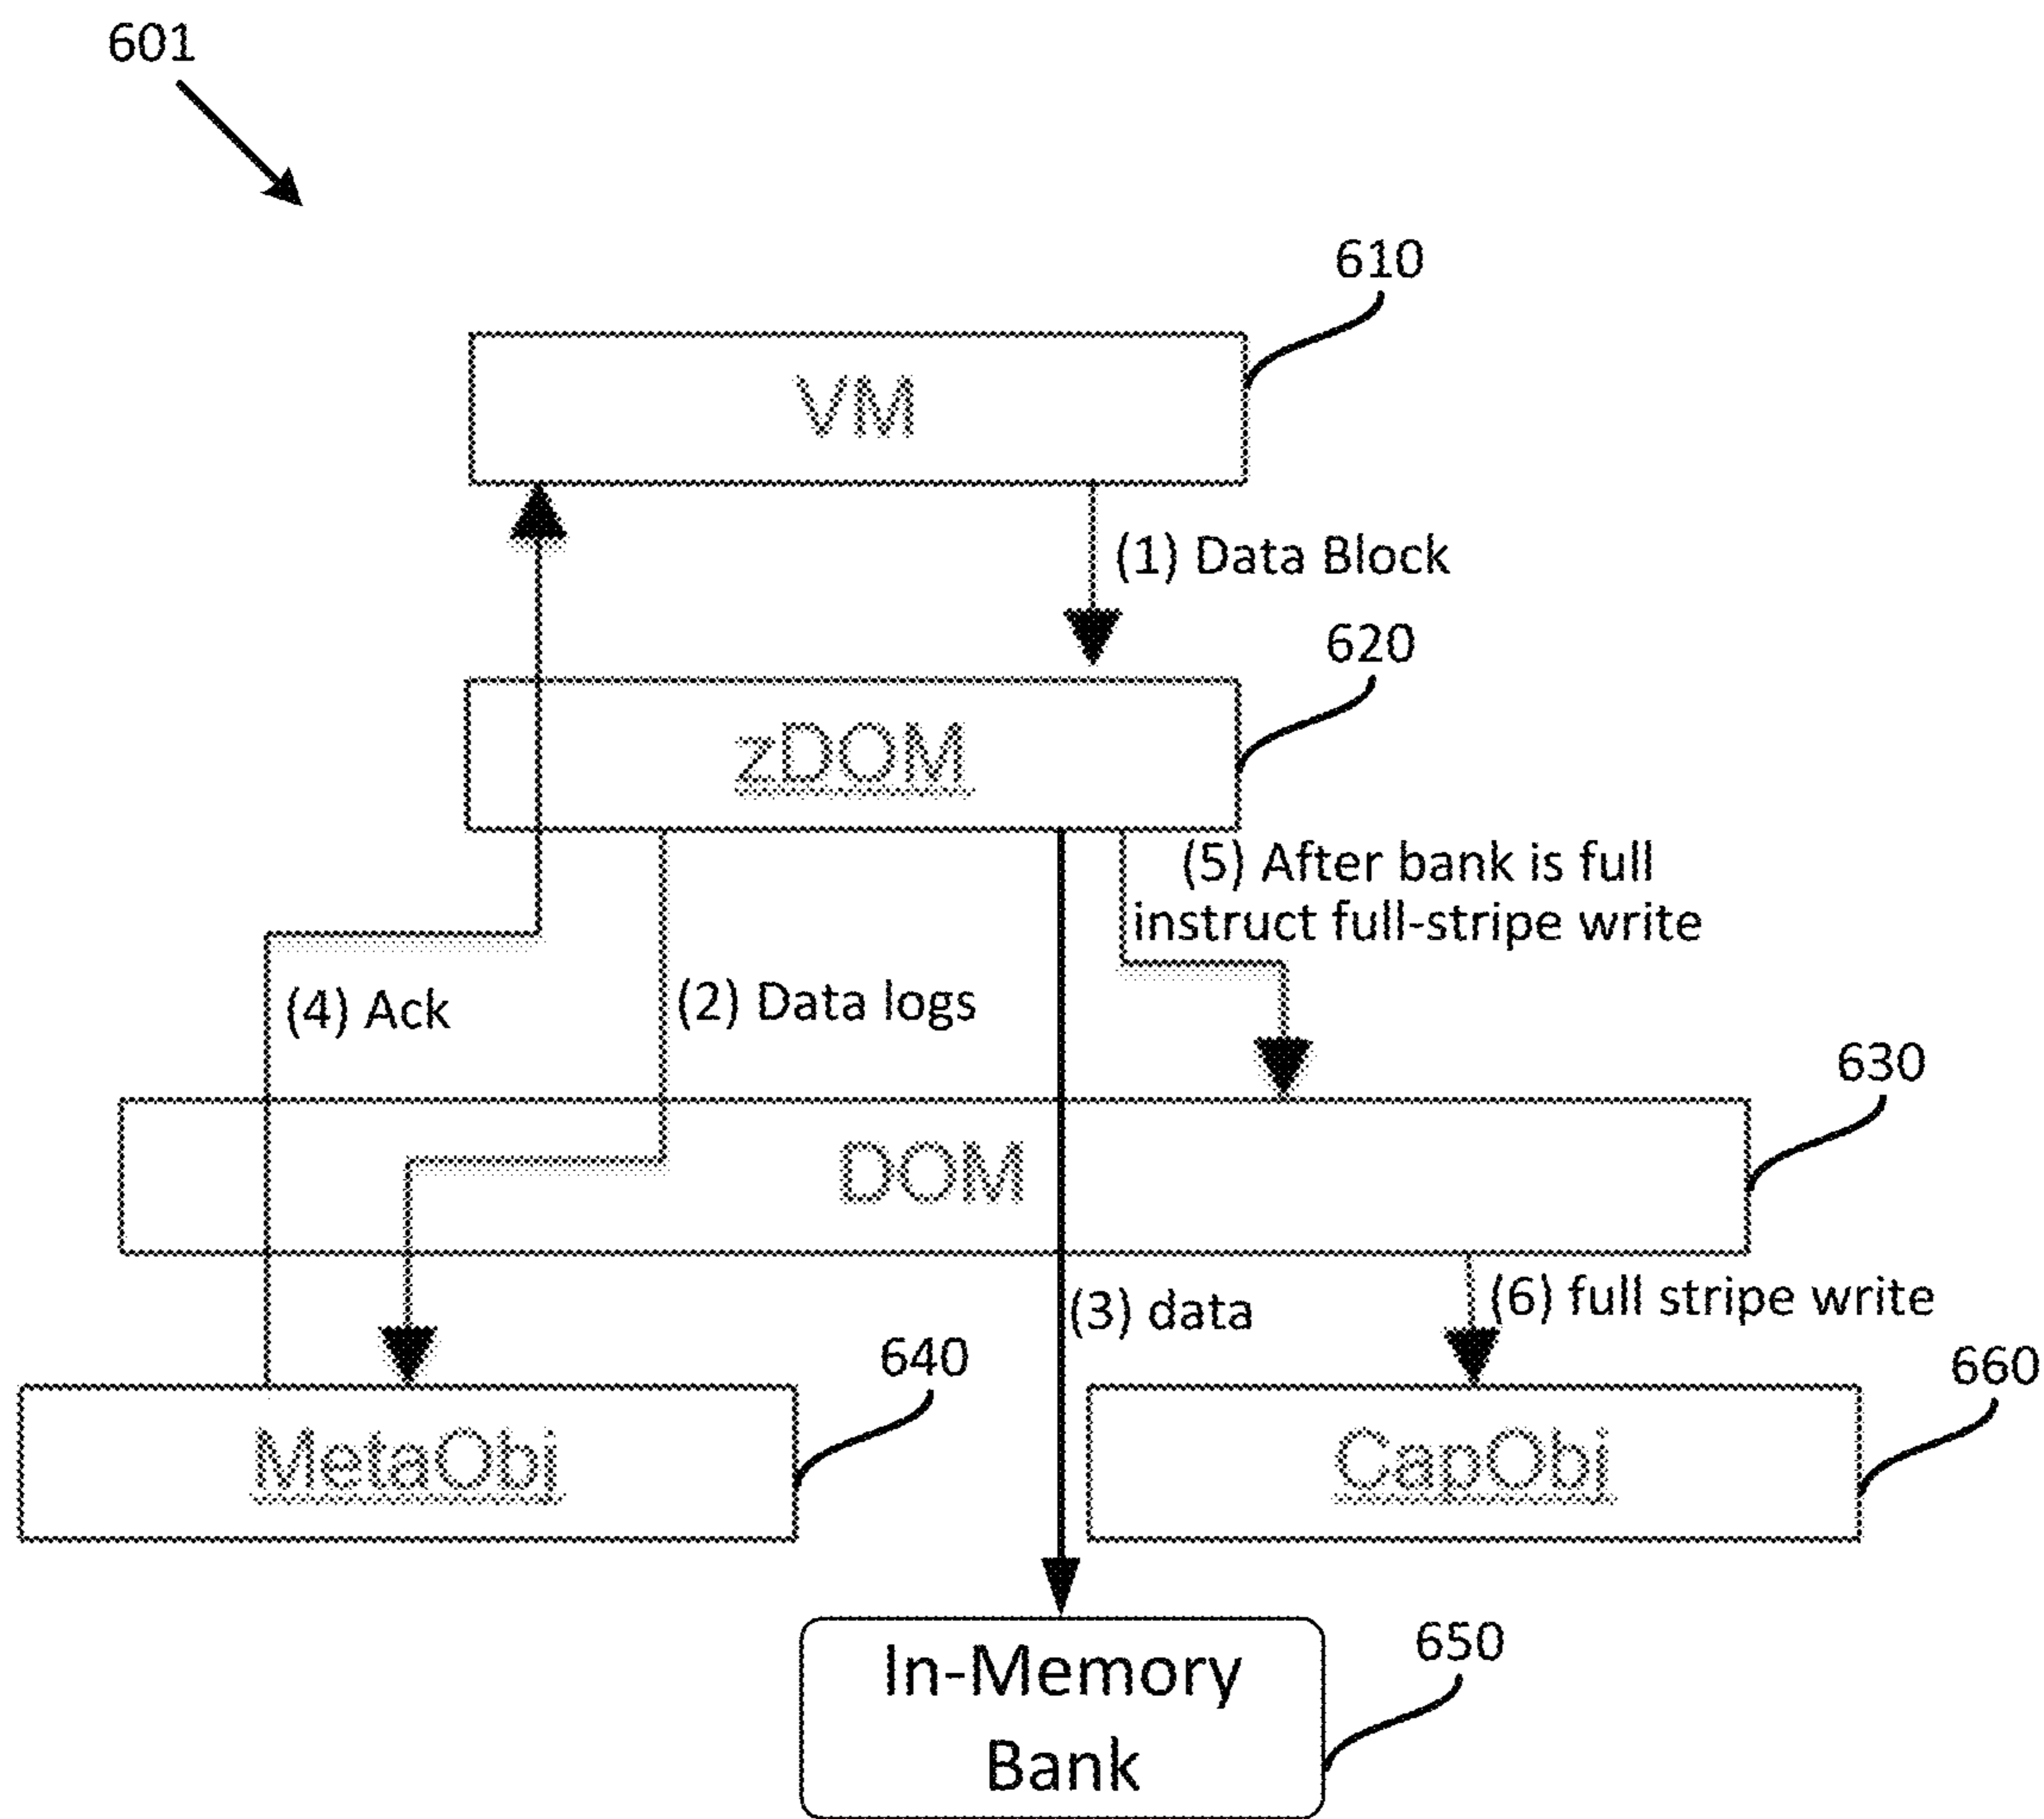 601
610
VM
(1) Data Block
620
zDOM
(5) After bank is full
instruct full-stripe write
(4) Ack
(2) Data logs
630
DOM
(3) data
(6) full stripe write
640
660
MetaObj
CapObj
650
In-Memory
Bank